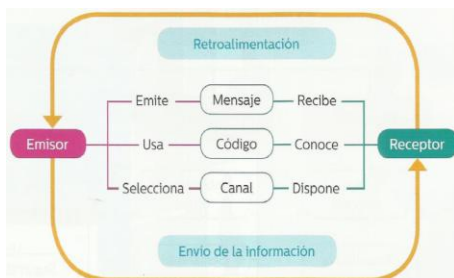 Retroalimentación
Emite Mensaje Recibe
Emisor Usa Código Conoce Receptor
Selecciona Canal Dispone
Envío de la información